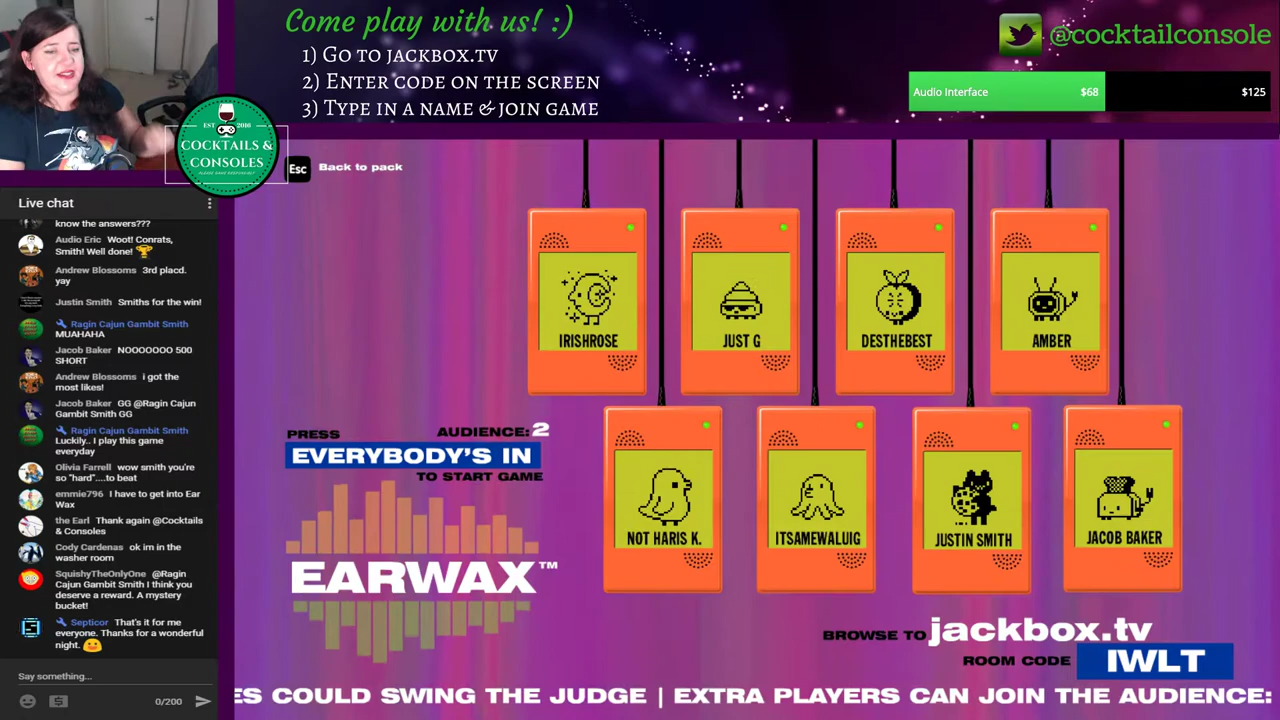 Come play with us! :)
1) Go to jackbox.tv
2) Enter code on the screen
3) Type in a name & join game
@cocktailconsole
Audio Interface $68 $125
EST 2016
COCKTAILS &
CONSOLES
Esc Back to pack
Live chat
know the answers???
Audio Eric Woot! Conrats,
Smith! Well done!
Andrew Blossoms 3rd placd.
yay
Justin Smith Smiths for the win!
Ragin Cajun Gambit Smith
MUAHAHA
Jacob Baker NOOOOOOO 500
SHORT
Andrew Blossoms i got the
most likes!
Jacob Baker GG @Ragin Cajun
Gambit Smith GG
Ragin Cajun Gambit Smith
Luckily.. I play this game
everyday
Olivia Farrell wow smith you're
so "hard"....to beat
emmie796 I have to get into Ear
Wax
the Earl Thank again @Cocktails
& Consoles
Cody Cardenas ok im in the
washer room
SquishyTheOnlyOne @Ragin
Cajun Gambit Smith I think you
deserve a reward. A mystery
bucket!
Septicor That's it for me
everyone. Thanks for a wonderful
night.
Say something...
0/200
IRISHROSE
JUST G
DESTHEBEST
AMBER
NOT HARIS K.
ITSAMEWALUIG
JUSTIN SMITH
JACOB BAKER
PRESS AUDIENCE: 2
EVERYBODY'S IN
TO START GAME
EARWAX™
BROWSE TO jackbox.tv
ROOM CODE IWLT
ES COULD SWING THE JUDGE | EXTRA PLAYERS CAN JOIN THE AUDIENCE: